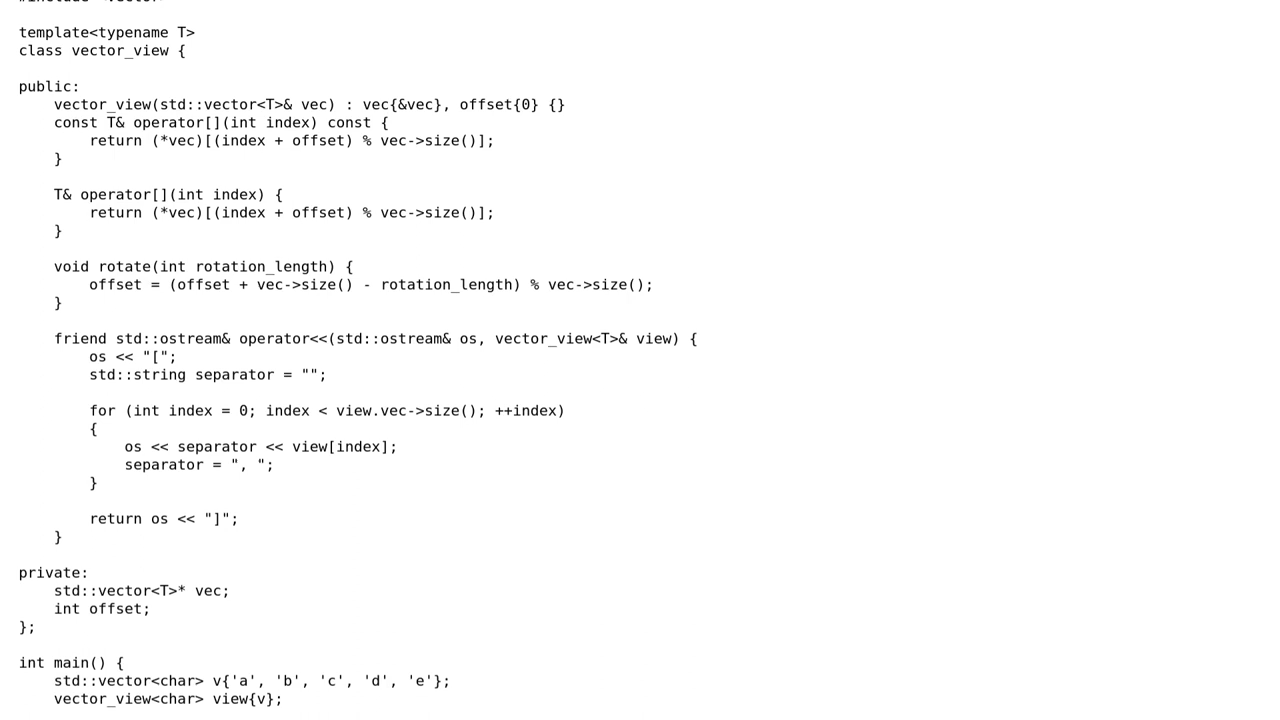 template<typename T>
class vector_view {
public:
    vector_view(std::vector<T>& vec) : vec{&vec}, offset{0} {}
    const T& operator[](int index) const {
        return (*vec)[(index + offset) % vec->size()];
    }
    T& operator[](int index) {
        return (*vec)[(index + offset) % vec->size()];
    }
    void rotate(int rotation_length) {
        offset = (offset + vec->size() - rotation_length) % vec->size();
    }
    friend std::ostream& operator<<(std::ostream& os, vector_view<T>& view) {
        os << "[";
        std::string separator = "";
        for (int index = 0; index < view.vec->size(); ++index)
        {
            os << separator << view[index];
            separator = ", ";
        }
        return os << "]";
    }
private:
    std::vector<T>* vec;
    int offset;
};
int main() {
    std::vector<char> v{'a', 'b', 'c', 'd', 'e'};
    vector_view<char> view{v};